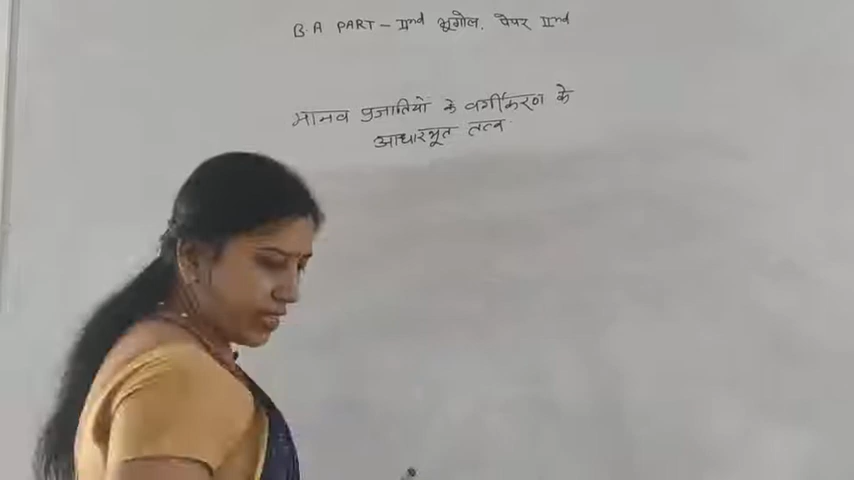 B.A PART - IInd भूगोल. पेपर IInd
मानव प्रजातियों के वर्गीकरण के
आधारभूत तत्व.